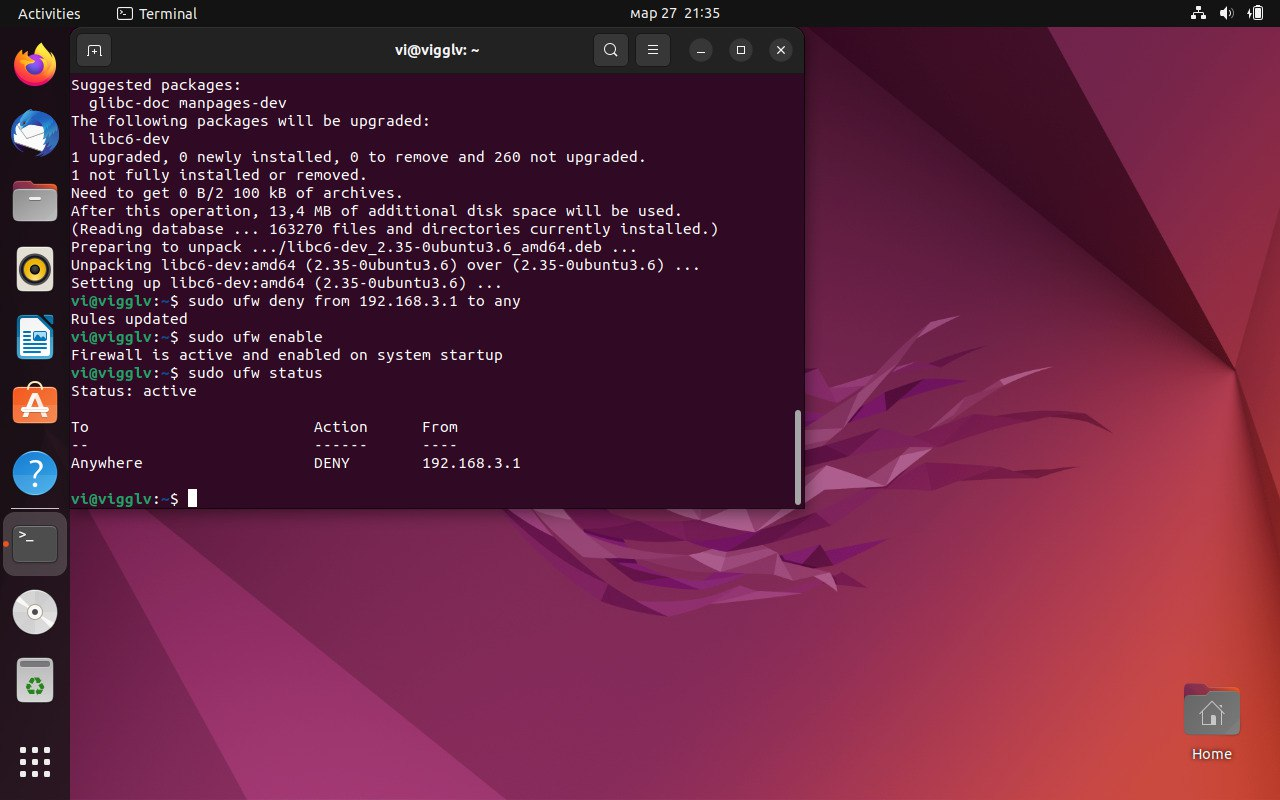 Activities
Terminal
мар 27 21:35
vi@vigglv: ~
Suggested packages:
glibc-doc manpages-dev
The following packages will be upgraded:
libc6-dev
1 upgraded, 0 newly installed, 0 to remove and 260 not upgraded.
1 not fully installed or removed.
Need to get 0 B/2 100 kB of archives.
After this operation, 13,4 MB of additional disk space will be used.
(Reading database ... 163270 files and directories currently installed.)
Preparing to unpack .../libc6-dev_2.35-0ubuntu3.6_amd64.deb ...
Unpacking libc6-dev:amd64 (2.35-0ubuntu3.6) over (2.35-0ubuntu3.6) ...
Setting up libc6-dev:amd64 (2.35-0ubuntu3.6) ...
vi@vigglv:~$ sudo ufw deny from 192.168.3.1 to any
Rules updated
vi@vigglv:~$ sudo ufw enable
Firewall is active and enabled on system startup
vi@vigglv:~$ sudo ufw status
Status: active
To Action From
-- ------ ----
Anywhere DENY 192.168.3.1
vi@vigglv:~$
Home